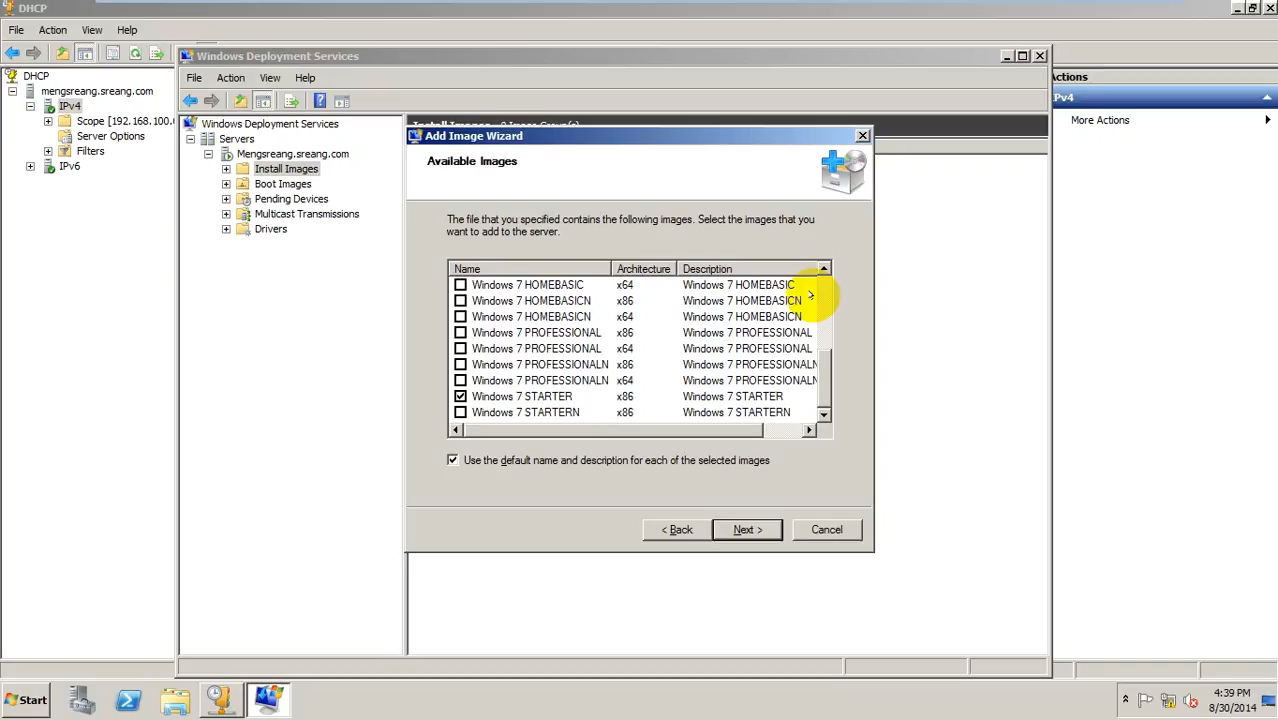 DHCP
File Action View Help
DHCP
mengsreang.sreang.com
IPv4
Scope [192.168.100.
Server Options
Filters
IPv6
Windows Deployment Services
File Action View Help
Windows Deployment Services
Servers
Mengsreang.sreang.com
Install Images
Boot Images
Pending Devices
Multicast Transmissions
Drivers
Add Image Wizard
Available Images
The file that you specified contains the following images. Select the images that you
want to add to the server.
Name Architecture Description
Windows 7 HOMEBASIC x64 Windows 7 HOMEBASIC
Windows 7 HOMEBASICN x86 Windows 7 HOMEBASICN
Windows 7 HOMEBASICN x64 Windows 7 HOMEBASICN
Windows 7 PROFESSIONAL x86 Windows 7 PROFESSIONAL
Windows 7 PROFESSIONAL x64 Windows 7 PROFESSIONAL
Windows 7 PROFESSIONALN x86 Windows 7 PROFESSIONALN
Windows 7 PROFESSIONALN x64 Windows 7 PROFESSIONALN
Windows 7 STARTER x86 Windows 7 STARTER
Windows 7 STARTERN x86 Windows 7 STARTERN
Use the default name and description for each of the selected images
< Back Next > Cancel
Actions
IPv4
More Actions
Start
4:39 PM
8/30/2014